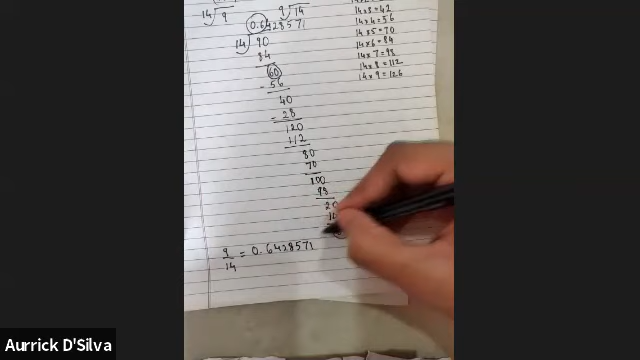 14 9 9 14
0.6428571
14 90
84
60
- 56
40
- 28
120
112
80
70
100
98
20
14
9/14 = 0.6428571
14 x 3 = 42
14 x 4 = 56
14 x 5 = 70
14 x 6 = 84
14 x 7 = 98
14 x 8 = 112
14 x 9 = 126
Aurrick D'Silva